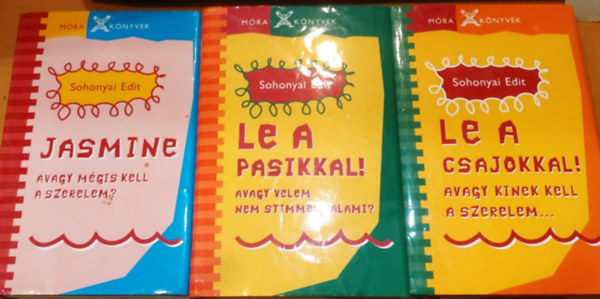 MÓRA KÖNYVEK
Sohonyai Edit
JASMINE
AVAGY MÉGIS KELL
A SZERELEM?
MÓRA KÖNYVEK
Sohonyai Edit
LE A
PASIKKAL!
AVAGY VELEM
NEM STIMMEL VALAMI?
MÓRA KÖNYVEK
Sohonyai Edit
LE A
CSAJOKKAL!
AVAGY KINEK KELL
A SZERELEM...